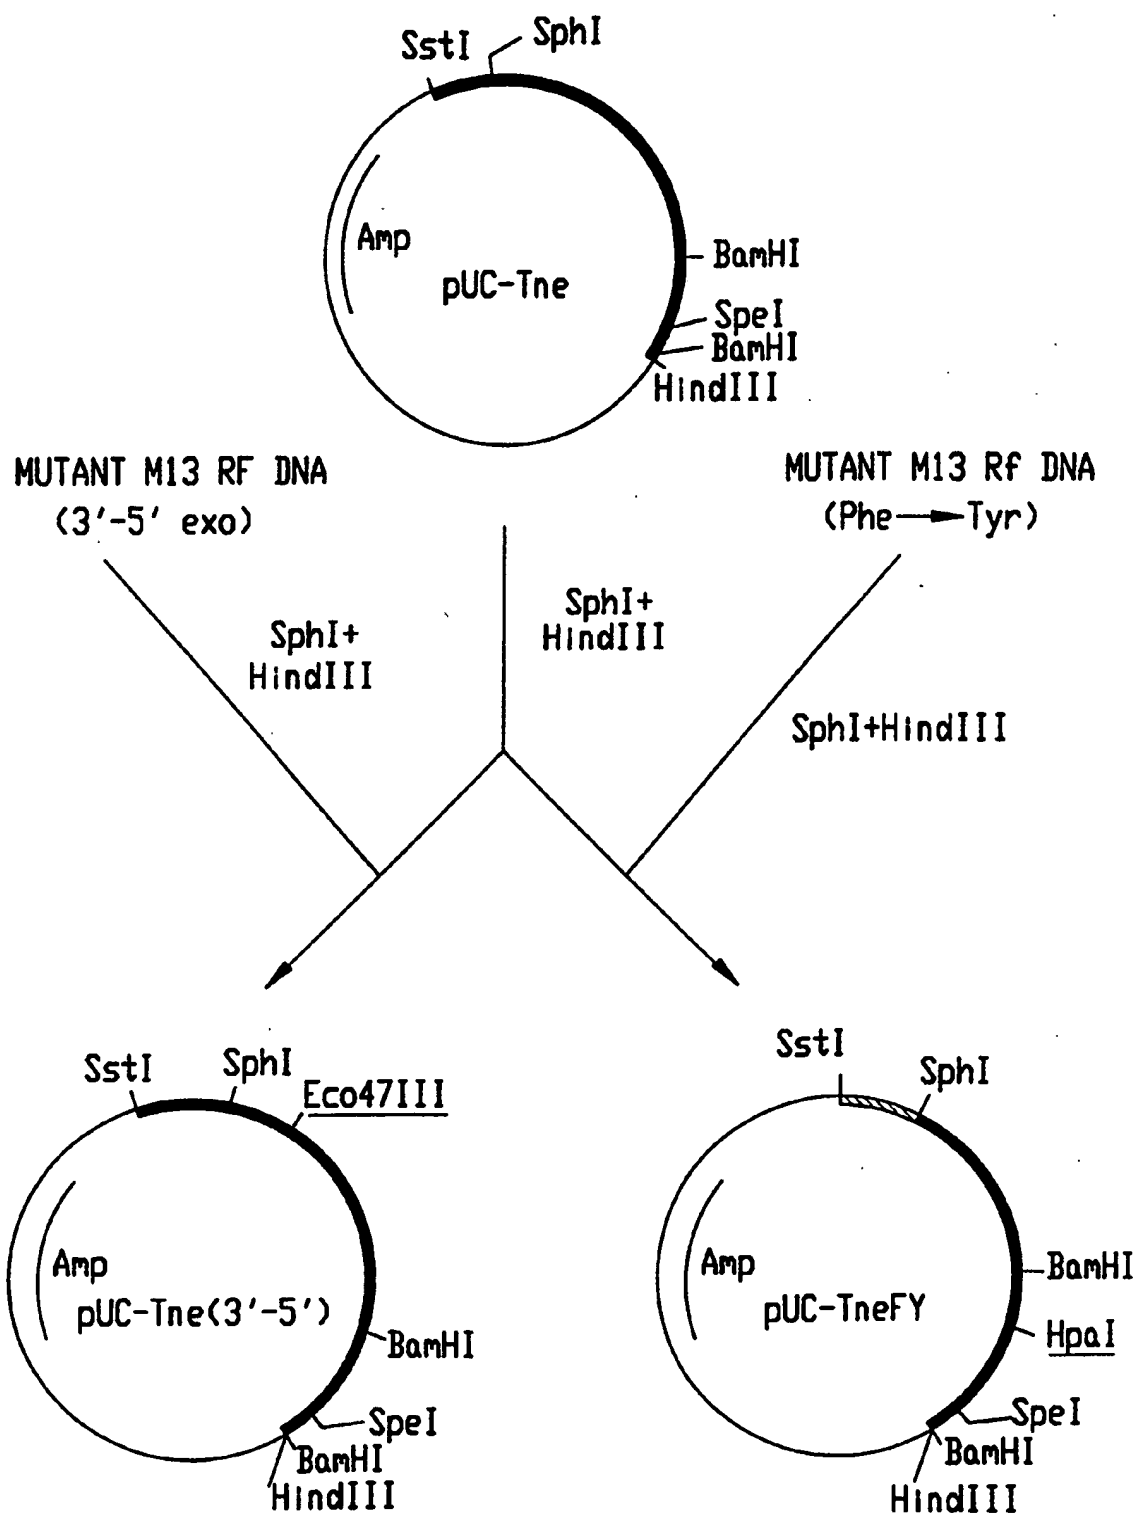 SstI
SphI
Amp
pUC-Tne
BamHI
SpeI
BamHI
HindIII
MUTANT M13 RF DNA
(3'-5' exo)
MUTANT M13 Rf DNA
(Phe→Tyr)
SphI+
HindIII
SphI+
HindIII
SphI+HindIII
SstI
SphI
Eco47III
Amp
pUC-Tne(3'-5')
BamHI
SpeI
BamHI
HindIII
SstI
SphI
Amp
pUC-TneFY
BamHI
HpaI
SpeI
BamHI
HindIII